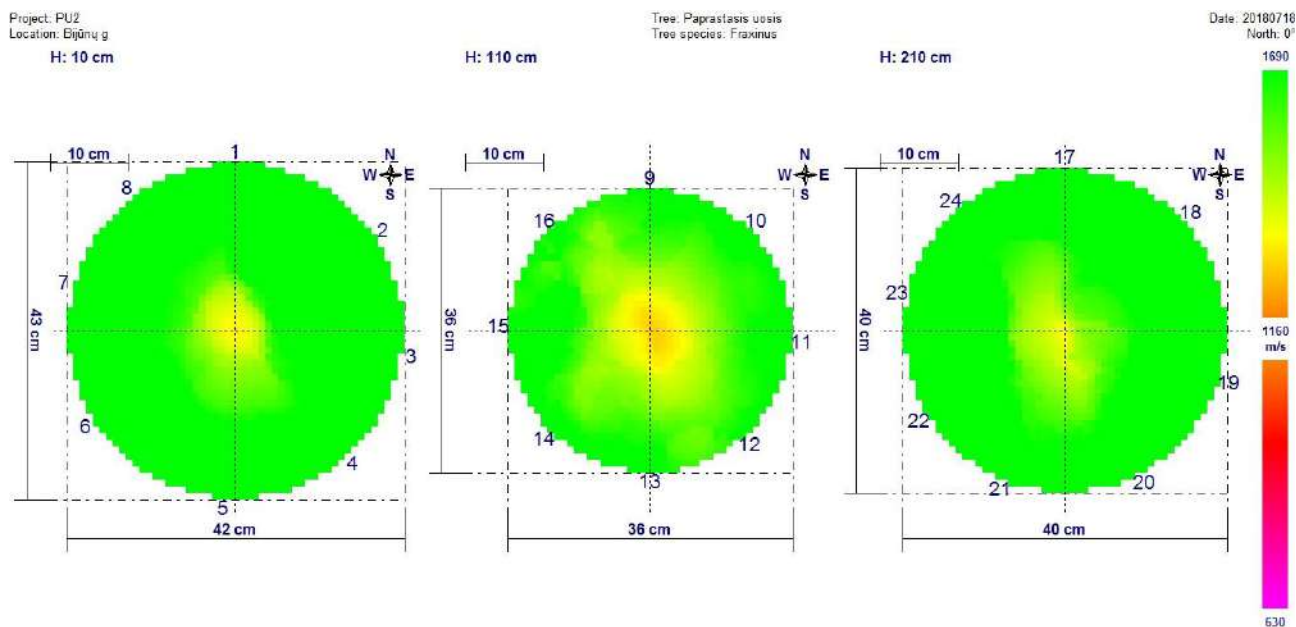 Project: PU2
Location: Bijūnų g
Tree: Paprastasis uosis
Tree species: Fraxinus
Date: 20180718
North: 0°
H: 10 cm
H: 110 cm
H: 210 cm
1690
1160
m/s
630
10 cm
N
W E
S
1
2
3
4
5
6
7
8
43 cm
42 cm
10 cm
N
W E
S
9
10
11
12
13
14
15
16
36 cm
36 cm
10 cm
N
W E
S
17
18
19
20
21
22
23
24
40 cm
40 cm